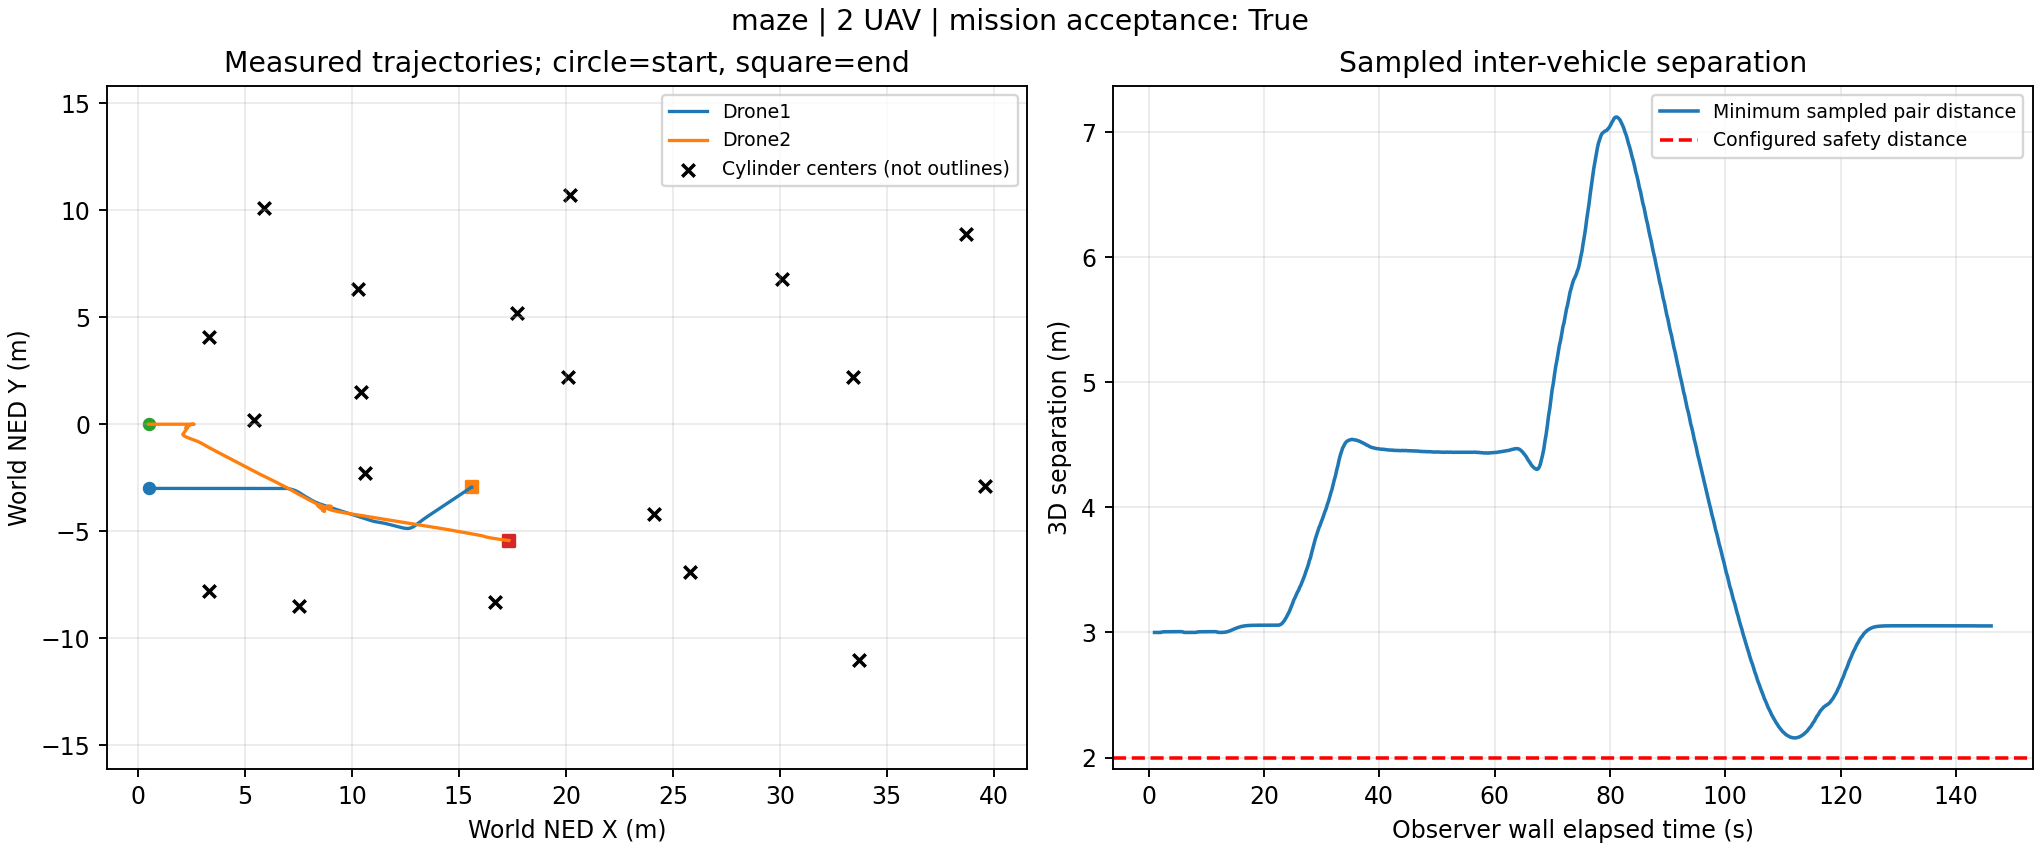 maze | 2 UAV | mission acceptance: True
Measured trajectories; circle=start, square=end
Drone1
Drone2
Cylinder centers (not outlines)
15
10
5
0
−5
−10
−15
World NED Y (m)
0 5 10 15 20 25 30 35 40
World NED X (m)
Sampled inter-vehicle separation
Minimum sampled pair distance
Configured safety distance
7
6
5
4
3
2
3D separation (m)
0 20 40 60 80 100 120 140
Observer wall elapsed time (s)